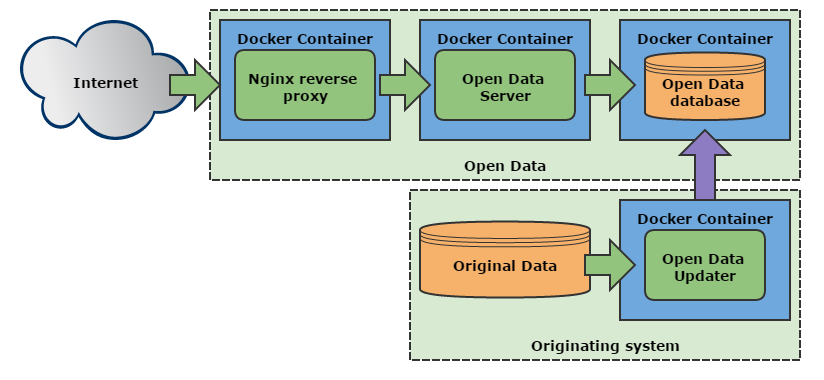 Internet
Docker Container
Nginx reverse
proxy
Docker Container
Open Data
Server
Docker Container
Open Data
database
Open Data
Original Data
Docker Container
Open Data
Updater
Originating system